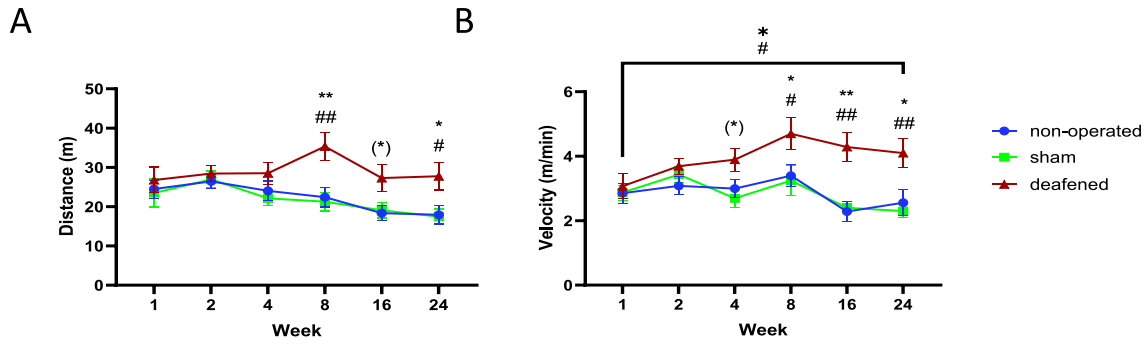 A
B
*
#
50
40
30
20
10
0
Distance (m)
**
##
(*)
*
#
1 2 4 8 16 24
Week
6
4
2
0
Velocity (m/min)
(*)
*
#
**
##
*
##
1 2 4 8 16 24
Week
non-operated
sham
deafened